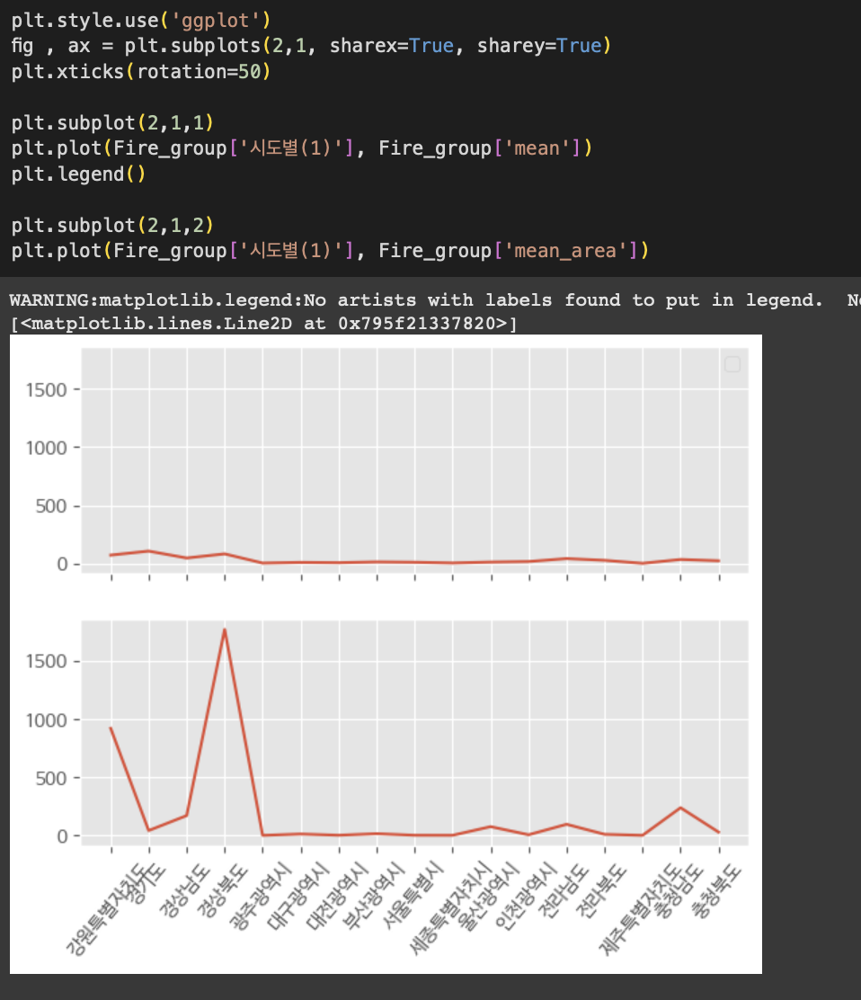 plt.style.use('ggplot')
fig , ax = plt.subplots(2,1, sharex=True, sharey=True)
plt.xticks(rotation=50)
plt.subplot(2,1,1)
plt.plot(Fire_group['시도별(1)'], Fire_group['mean'])
plt.legend()
plt.subplot(2,1,2)
plt.plot(Fire_group['시도별(1)'], Fire_group['mean_area'])
WARNING:matplotlib.legend:No artists with labels found to put in legend.
[<matplotlib.lines.Line2D at 0x795f21337820>]
1500
1000
500
0
1500
1000
500
0
강원특별자치도
경기도
경상남도
경상북도
광주광역시
대구광역시
대전광역시
부산광역시
서울특별시
세종특별자치시
울산광역시
인천광역시
전라남도
전라북도
제주특별자치도
충청남도
충청북도